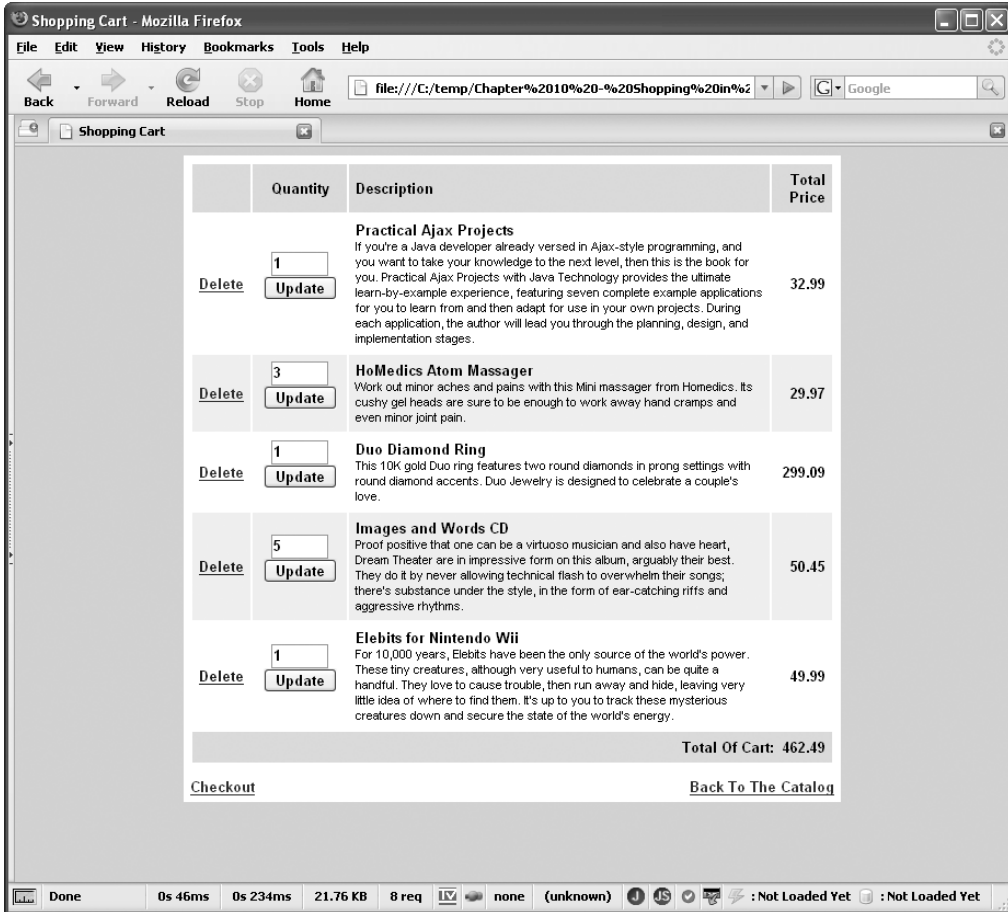 Shopping Cart - Mozilla Firefox
File Edit View History Bookmarks Tools Help
Back Forward Reload Stop Home file:///C:/temp/Chapter%2010%20-%20Shopping%20in%2 G Google
Shopping Cart
Quantity Description Total Price
Practical Ajax Projects
If you're a Java developer already versed in Ajax-style programming, and
you want to take your knowledge to the next level, then this is the book for
you. Practical Ajax Projects with Java Technology provides the ultimate
learn-by-example experience, featuring seven complete example applications
for you to learn from and then adapt for use in your own projects. During
each application, the author will lead you through the planning, design, and
implementation stages.
Delete 1 Update 32.99
HoMedics Atom Massager
Work out minor aches and pains with this Mini massager from Homedics. Its
cushy gel heads are sure to be enough to work away hand cramps and
even minor joint pain.
Delete 3 Update 29.97
Duo Diamond Ring
This 10K gold Duo ring features two round diamonds in prong settings with
round diamond accents. Duo Jewelry is designed to celebrate a couple's
love.
Delete 1 Update 299.09
Images and Words CD
Proof positive that one can be a virtuoso musician and also have heart,
Dream Theater are in impressive form on this album, arguably their best.
They do it by never allowing technical flash to overwhelm their songs;
there's substance under the style, in the form of ear-catching riffs and
aggressive rhythms.
Delete 5 Update 50.45
Elebits for Nintendo Wii
For 10,000 years, Elebits have been the only source of the world's power.
These tiny creatures, although very useful to humans, can be quite a
handful. They love to cause trouble, then run away and hide, leaving very
little idea of where to find them. It's up to you to track these mysterious
creatures down and secure the state of the world's energy.
Delete 1 Update 49.99
Total Of Cart: 462.49
Checkout Back To The Catalog
Done 0s 46ms 0s 234ms 21.76 KB 8 req none (unknown) J JS : Not Loaded Yet : Not Loaded Yet